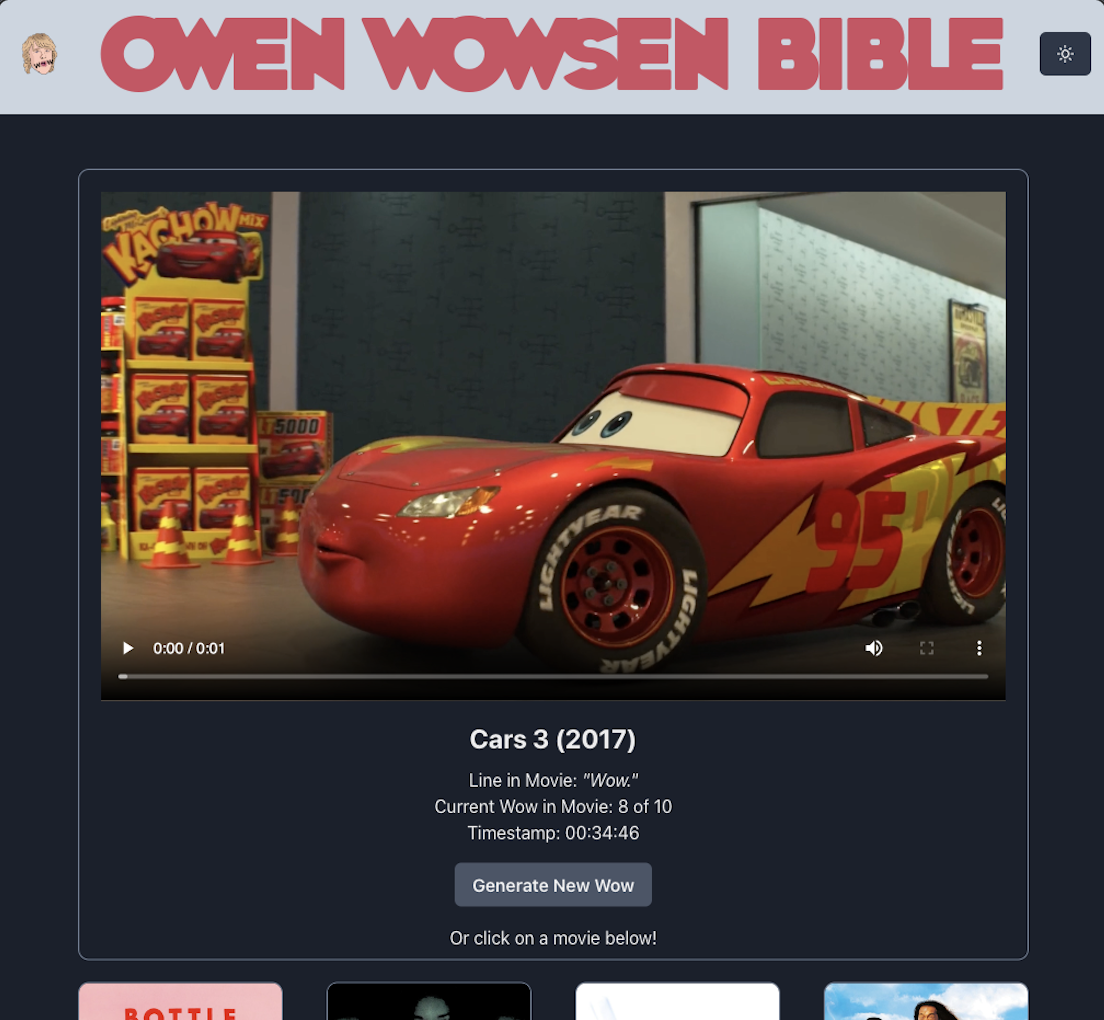 OWEN WOWSEN BIBLE
KACHOW MIX
5000
95
LIGHTYEAR
LIGHTYEAR
0:00 / 0:01
Cars 3 (2017)
Line in Movie: "Wow."
Current Wow in Movie: 8 of 10
Timestamp: 00:34:46
Generate New Wow
Or click on a movie below!
BOTTLE